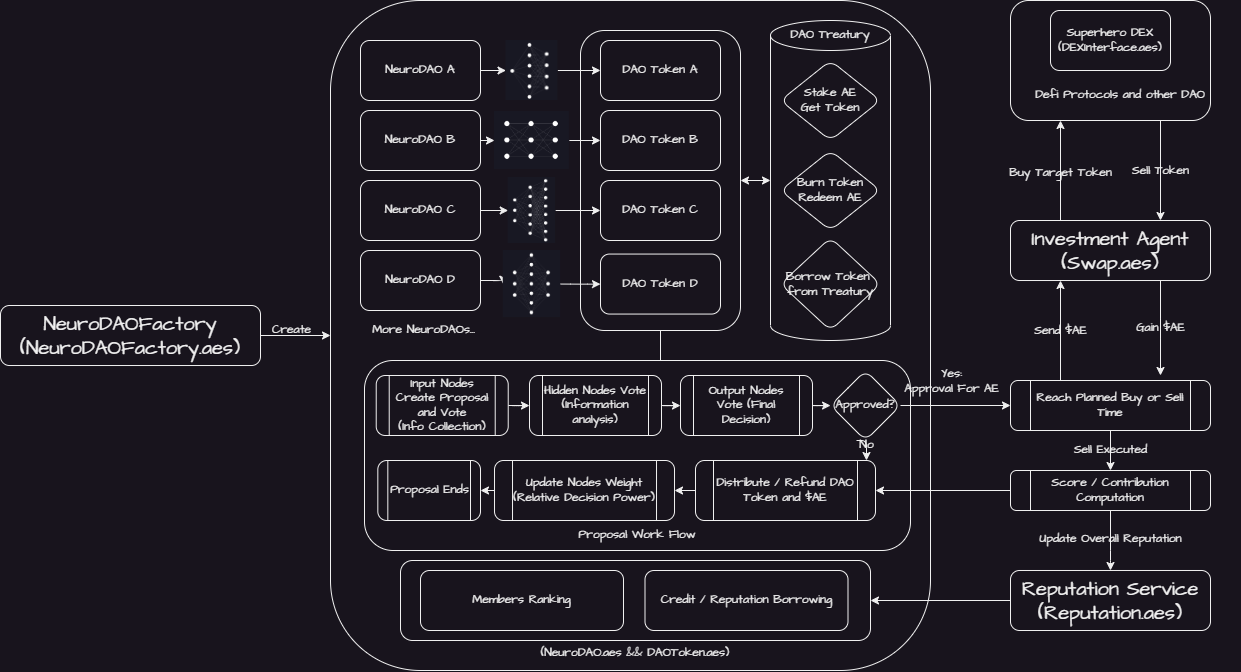 NeuroDAOFactory
(NeuroDAOFactory.aes)
Create
NeuroDAO A
NeuroDAO B
NeuroDAO C
NeuroDAO D
More NeuroDAOs...
DAO Token A
DAO Token B
DAO Token C
DAO Token D
DAO Treatury
Stake AE
Get Token
Burn Token
Redeem AE
Borrow Token
from Treatury
Input Nodes
Create Proposal
and Vote
(Info Collection)
Hidden Nodes Vote
(Information
analysis)
Output Nodes
Vote (Final
Decision)
Approved?
No
Yes:
Approval For AE
Proposal Ends
Update Nodes Weight
(Relative Decision Power)
Distribute / Refund DAO
Token and $AE
Proposal Work Flow
Members Ranking
Credit / Reputation Borrowing
(NeuroDAO.aes && DAOToken.aes)
Superhero DEX
(DEXInterface.aes)
Defi Protocols and other DAO
Buy Target Token
Sell Token
Investment Agent
(Swap.aes)
Send $AE
Gain $AE
Reach Planned Buy or Sell
Time
Sell Executed
Score / Contribution
Computation
Update Overall Reputation
Reputation Service
(Reputation.aes)